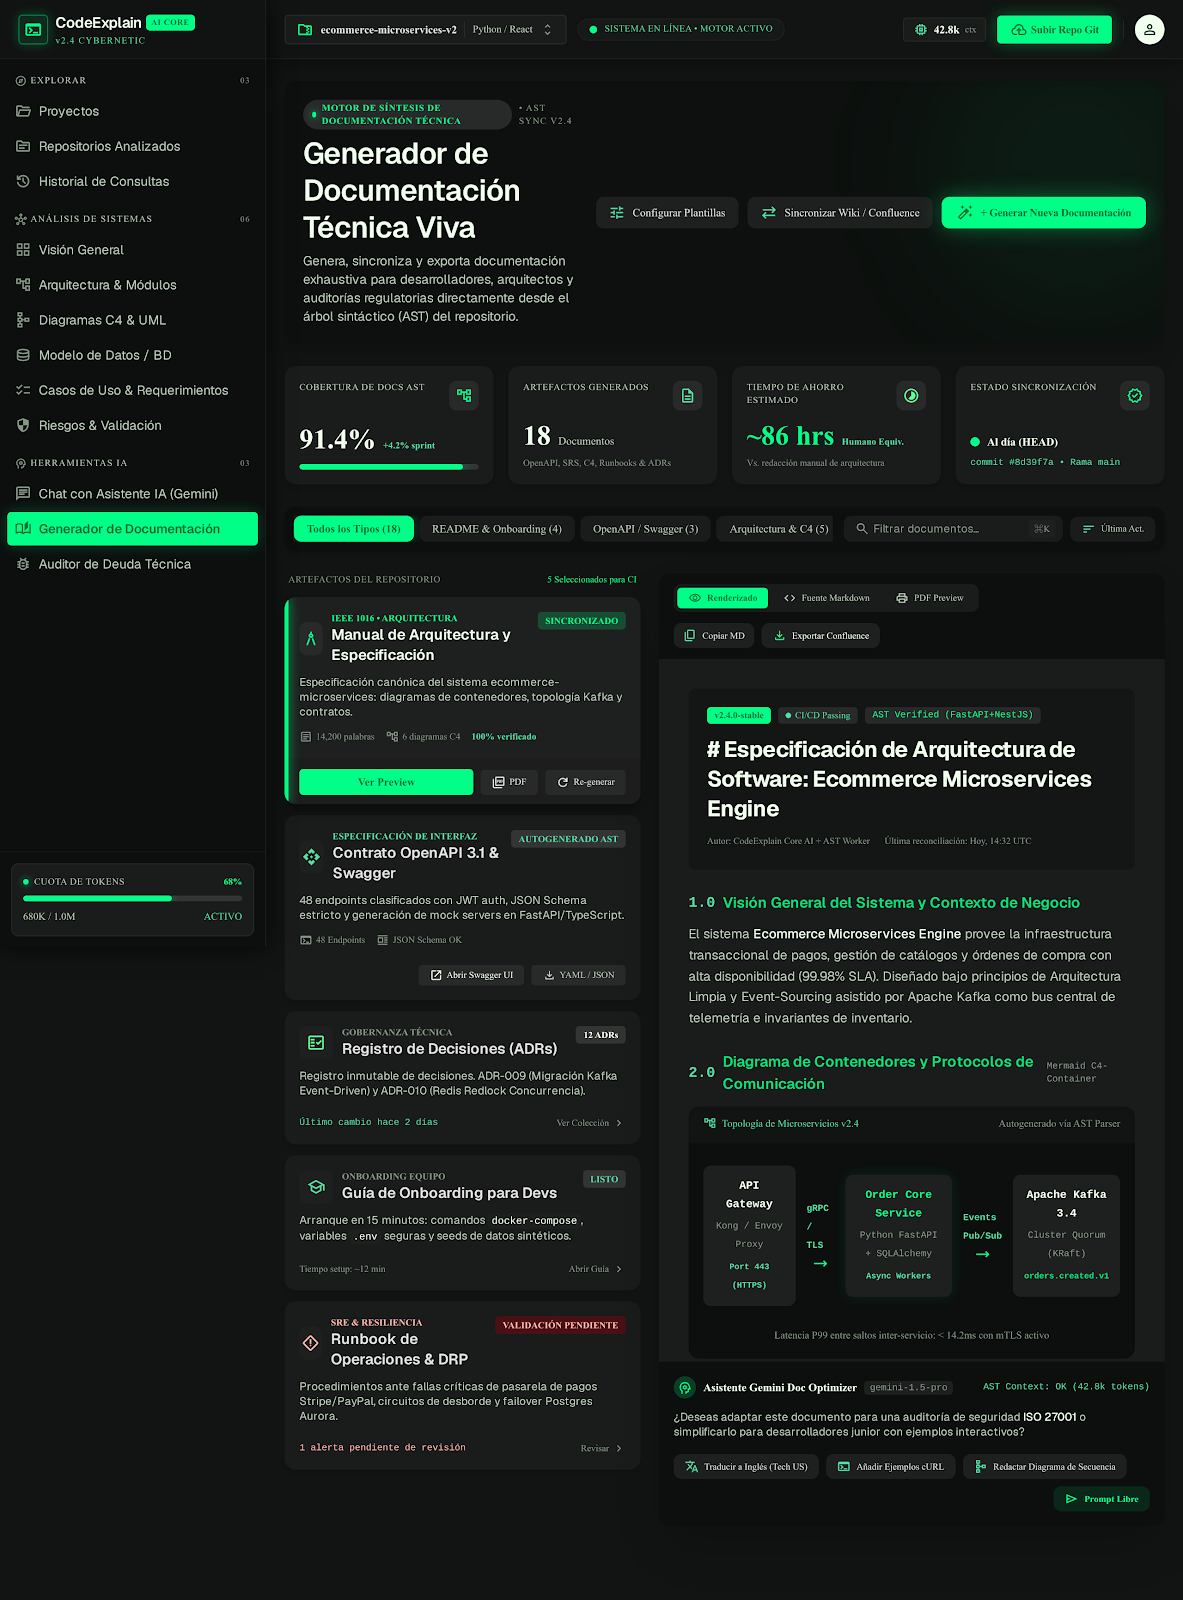 CodeExplain AI CORE
v2.4 CYBERNETIC
EXPLORAR 03
Proyectos
Repositorios Analizados
Historial de Consultas
ANÁLISIS DE SISTEMAS 06
Visión General
Arquitectura & Módulos
Diagramas C4 & UML
Modelo de Datos / BD
Casos de Uso & Requerimientos
Riesgos & Validación
HERRAMIENTAS IA 03
Chat con Asistente IA (Gemini)
Generador de Documentación
Auditor de Deuda Técnica
CUOTA DE TOKENS 68%
680K / 1.0M ACTIVO
ecommerce-microservices-v2 Python / React
SISTEMA EN LÍNEA • MOTOR ACTIVO
42.8k ctx
Subir Repo Git
MOTOR DE SÍNTESIS DE
DOCUMENTACIÓN TÉCNICA
• AST
SYNC V2.4
Generador de
Documentación
Técnica Viva
Genera, sincroniza y exporta documentación
exhaustiva para desarrolladores, arquitectos y
auditorías regulatorias directamente desde el
árbol sintáctico (AST) del repositorio.
Configurar Plantillas
Sincronizar Wiki / Confluence
+ Generar Nueva Documentación
COBERTURA DE DOCS AST
91.4% +4.2% sprint
ARTEFACTOS GENERADOS
18 Documentos
OpenAPI, SRS, C4, Runbooks & ADRs
TIEMPO DE AHORRO
ESTIMADO
~86 hrs Humano Equiv.
Vs. redacción manual de arquitectura
ESTADO SINCRONIZACIÓN
Al día (HEAD)
commit #8d39f7a • Rama main
Todos los Tipos (18)
README & Onboarding (4)
OpenAPI / Swagger (3)
Arquitectura & C4 (5)
Filtrar documentos... ⌘K
Última Act.
ARTEFACTOS DEL REPOSITORIO 5 Seleccionados para CI
IEEE 1016 • ARQUITECTURA SINCRONIZADO
Manual de Arquitectura y
Especificación
Especificación canónica del sistema ecommerce-
microservices: diagramas de contenedores, topología Kafka y
contratos.
14,200 palabras 6 diagramas C4 100% verificado
Ver Preview PDF Re-generar
ESPECIFICACIÓN DE INTERFAZ AUTOGENERADO AST
Contrato OpenAPI 3.1 &
Swagger
48 endpoints clasificados con JWT auth, JSON Schema
estricto y generación de mock servers en FastAPI/TypeScript.
48 Endpoints JSON Schema OK
Abrir Swagger UI YAML / JSON
GOBERNANZA TÉCNICA 12 ADRs
Registro de Decisiones (ADRs)
Registro inmutable de decisiones. ADR-009 (Migración Kafka
Event-Driven) y ADR-010 (Redis Redlock Concurrencia).
Último cambio hace 2 días Ver Colección
ONBOARDING EQUIPO LISTO
Guía de Onboarding para Devs
Arranque en 15 minutos: comandos docker-compose,
variables .env seguras y seeds de datos sintéticos.
Tiempo setup: ~12 min Abrir Guía
SRE & RESILIENCIA VALIDACIÓN PENDIENTE
Runbook de
Operaciones & DRP
Procedimientos ante fallas críticas de pasarela de pagos
Stripe/PayPal, circuitos de desborde y failover Postgres
Aurora.
1 alerta pendiente de revisión Revisar
Renderizado Fuente Markdown PDF Preview
Copiar MD Exportar Confluence
v2.4.0-stable CI/CD Passing AST Verified (FastAPI+NestJS)
# Especificación de Arquitectura de
Software: Ecommerce Microservices
Engine
Autor: CodeExplain Core AI + AST Worker Última reconciliación: Hoy, 14:32 UTC
1.0 Visión General del Sistema y Contexto de Negocio
El sistema Ecommerce Microservices Engine provee la infraestructura
transaccional de pagos, gestión de catálogos y órdenes de compra con
alta disponibilidad (99.98% SLA). Diseñado bajo principios de Arquitectura
Limpia y Event-Sourcing asistido por Apache Kafka como bus central de
telemetría e invariantes de inventario.
2.0 Diagrama de Contenedores y Protocolos de
Comunicación
Mermaid C4-
Container
Topología de Microservicios v2.4 Autogenerado vía AST Parser
API
Gateway
Kong / Envoy
Proxy
Port 443
(HTTPS)
gRPC
/
TLS
→
Order Core
Service
Python FastAPI
+ SQLAlchemy
Async Workers
Events
Pub/Sub
→
Apache Kafka
3.4
Cluster Quorum
(KRaft)
orders.created.v1
Latencia P99 entre saltos inter-servicio: < 14.2ms con mTLS activo
Asistente Gemini Doc Optimizer gemini-1.5-pro AST Context: OK (42.8k tokens)
¿Deseas adaptar este documento para una auditoría de seguridad ISO 27001 o
simplificarlo para desarrolladores junior con ejemplos interactivos?
Traducir a Inglés (Tech US) Añadir Ejemplos cURL Redactar Diagrama de Secuencia
Prompt Libre